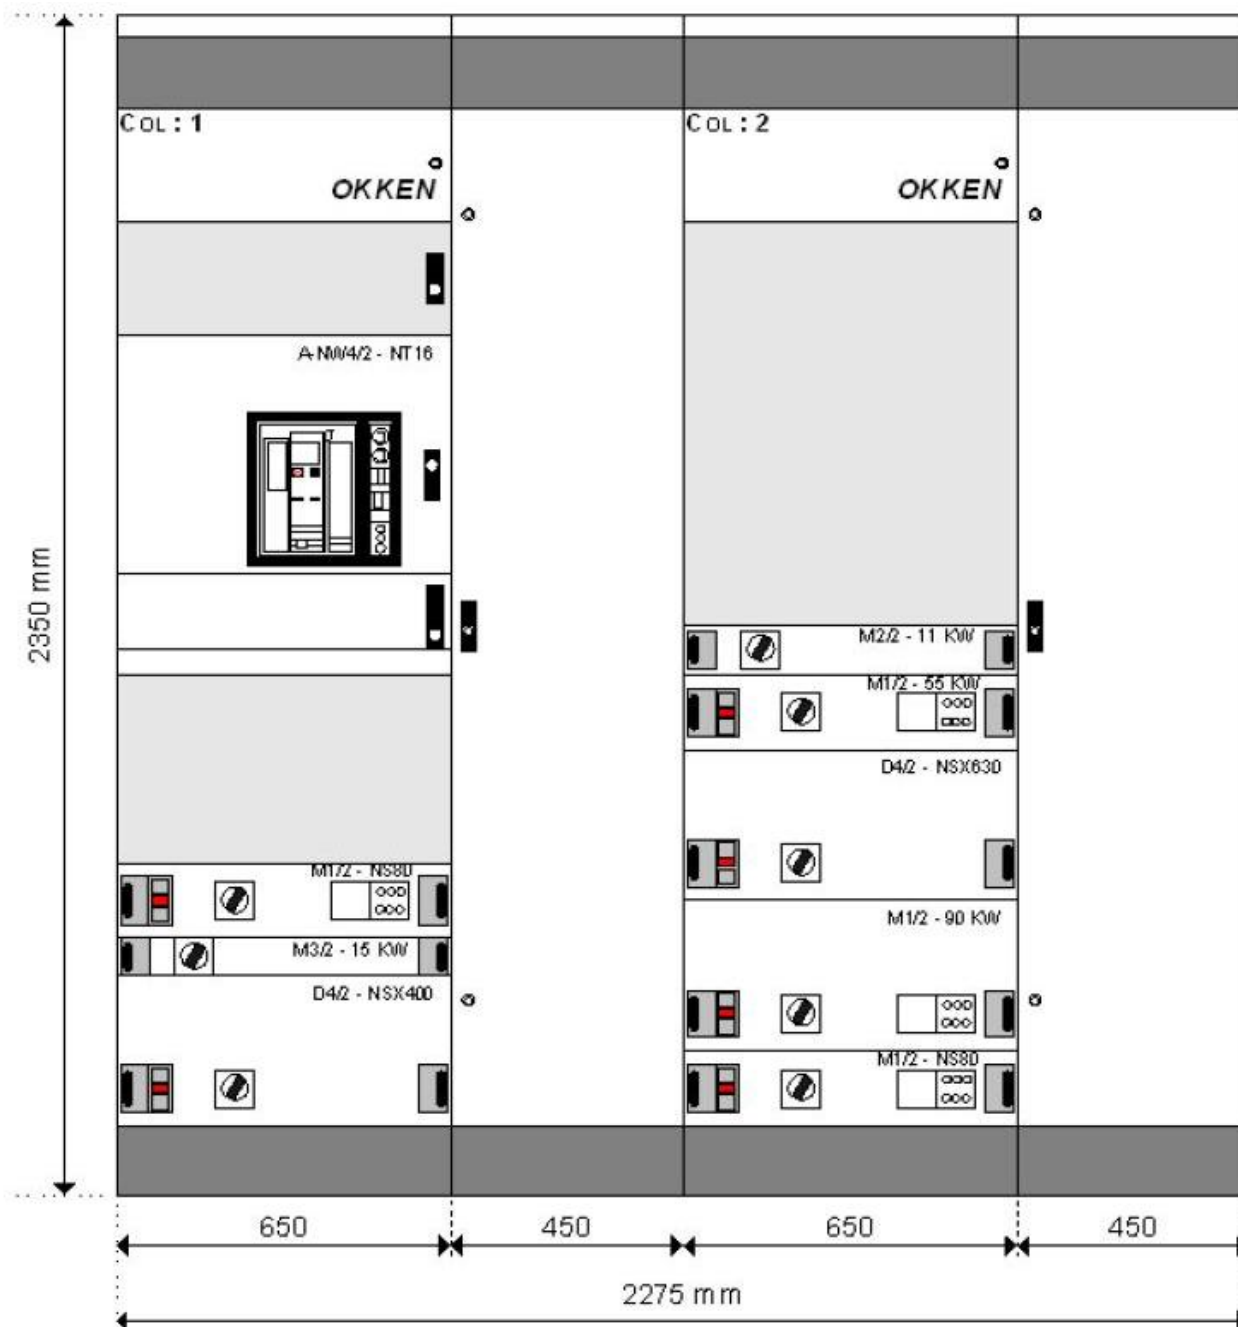 COL : 1
OKKEN
A-NW4/2 - NT16
M1/2 - NS80
M3/2 - 15 KW
D4/2 - NSX400
COL : 2
OKKEN
M2/2 - 11 KW
M1/2 - 55 KW
D4/2 - NSX630
M1/2 - 90 KW
M1/2 - NS80
2350 mm
650
450
650
450
2275 mm